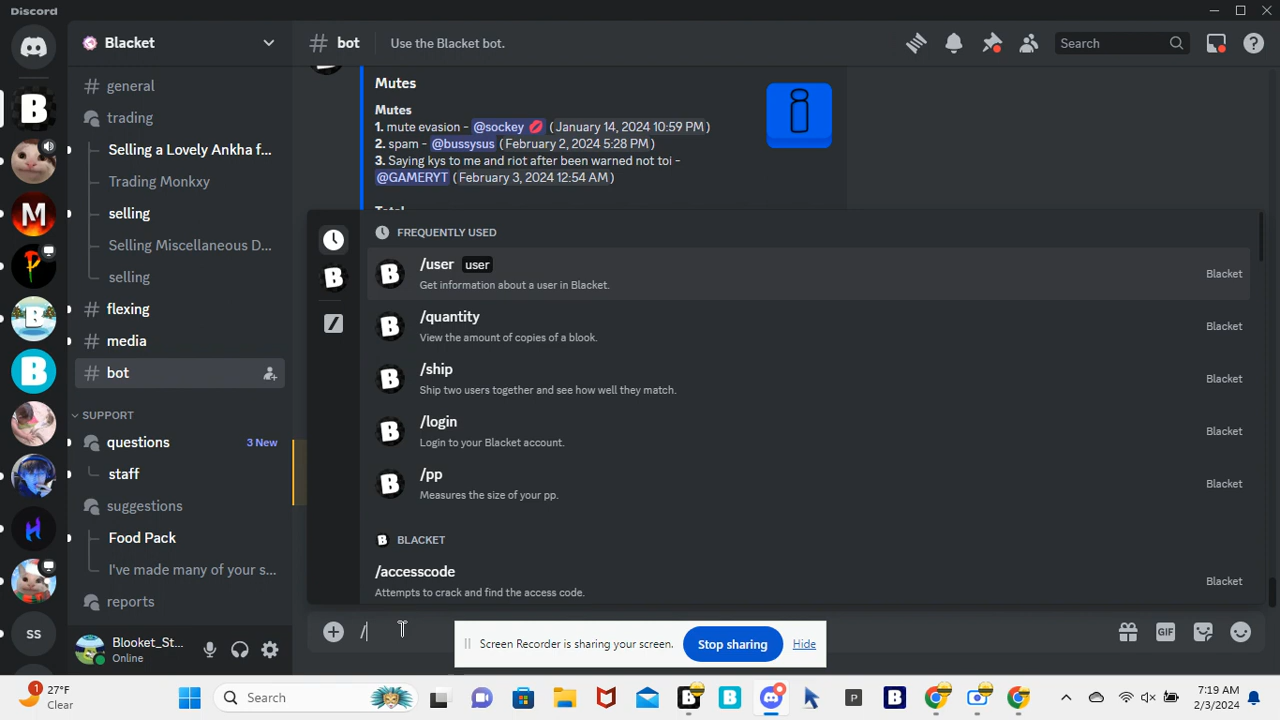 Discord
Blacket
general
trading
Selling a Lovely Ankha f...
Trading Monkxy
selling
Selling Miscellaneous D...
selling
flexing
media
bot
SUPPORT
questions
3 New
staff
suggestions
Food Pack
I've made many of your s...
reports
SS
Blooket_St...
Online
# bot
Use the Blacket bot.
Search
Mutes
Mutes
1. mute evasion - @sockey 💋 (January 14, 2024 10:59 PM)
2. spam - @bussysus (February 2, 2024 5:28 PM)
3. Saying kys to me and riot after been warned not toi -
@GAMERYT (February 3, 2024 12:54 AM)
Total
FREQUENTLY USED
/user user
Get information about a user in Blacket.
Blacket
/quantity
View the amount of copies of a blook.
Blacket
/ship
Ship two users together and see how well they match.
Blacket
/login
Login to your Blacket account.
Blacket
/pp
Measures the size of your pp.
Blacket
BLACKET
/accesscode
Attempts to crack and find the access code.
Blacket
/
GIF
Screen Recorder is sharing your screen.
Stop sharing
Hide
1
27°F
Clear
Search
7:19 AM
2/3/2024